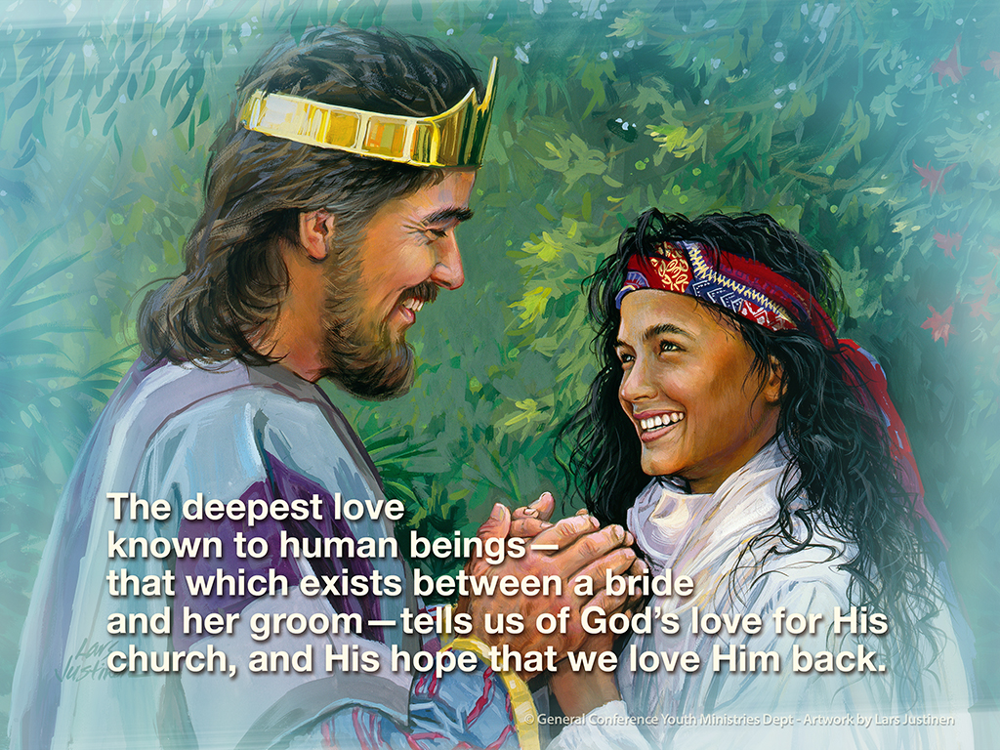 The deepest love
known to human beings—
that which exists between a bride
and her groom—tells us of God’s love for His
church, and His hope that we love Him back.
Lars
Justinen
© General Conference Youth Ministries Dept - Artwork by Lars Justinen